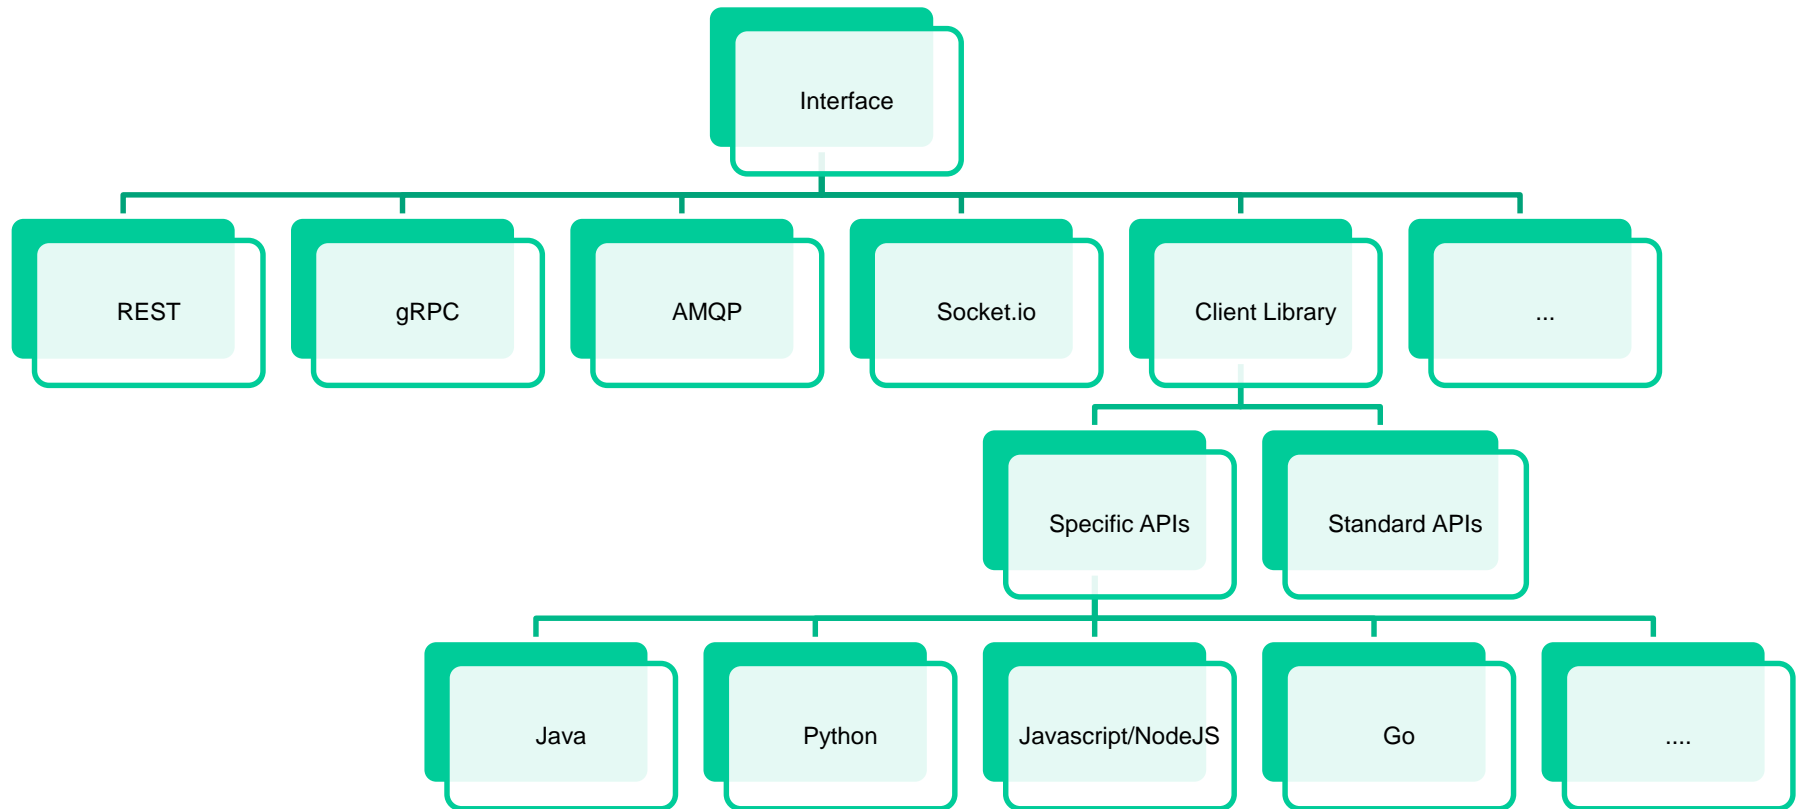 Interface
REST
gRPC
AMQP
Socket.io
Client Library
...
Specific APIs
Standard APIs
Java
Python
Javascript/NodeJS
Go
....